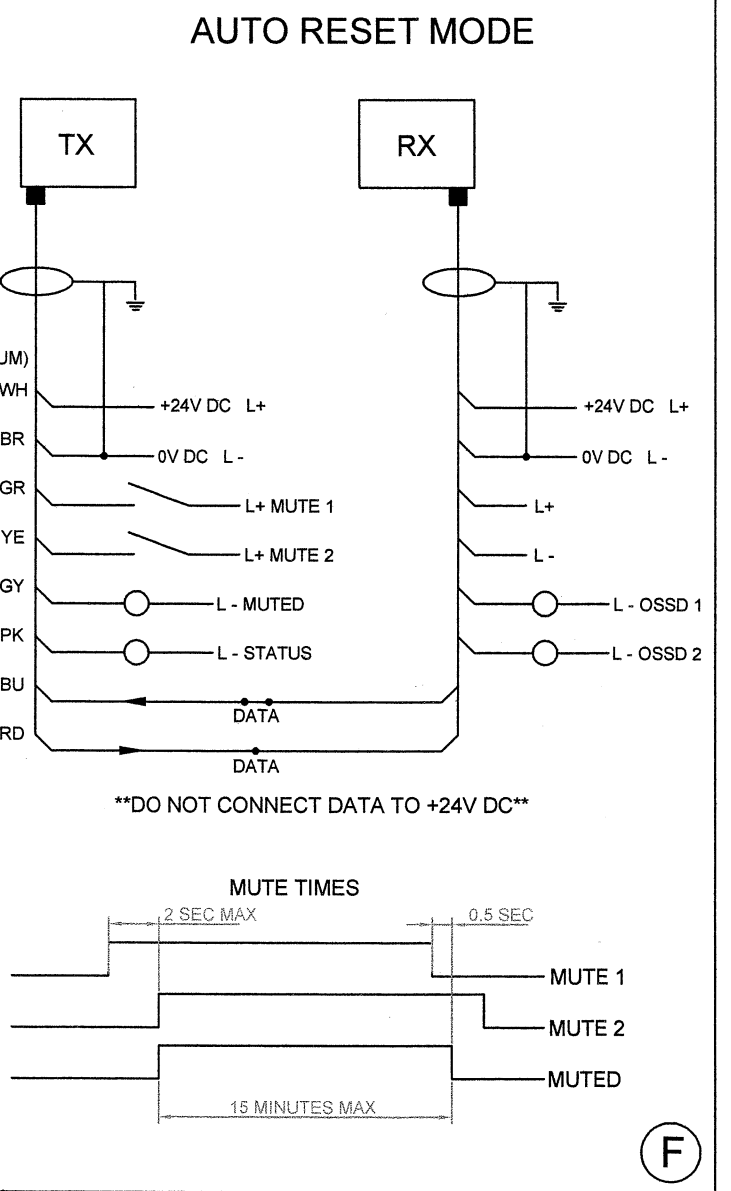 AUTO RESET MODE
TX
RX
WH
+24V DC L+
+24V DC L+
BR
0V DC L -
0V DC L -
GR
L+ MUTE 1
L+
YE
L+ MUTE 2
L -
GY
L - MUTED
L - OSSD 1
PK
L - STATUS
L - OSSD 2
BU
DATA
RD
DATA
**DO NOT CONNECT DATA TO +24V DC**
MUTE TIMES
2 SEC MAX
0.5 SEC
MUTE 1
MUTE 2
MUTED
15 MINUTES MAX
F